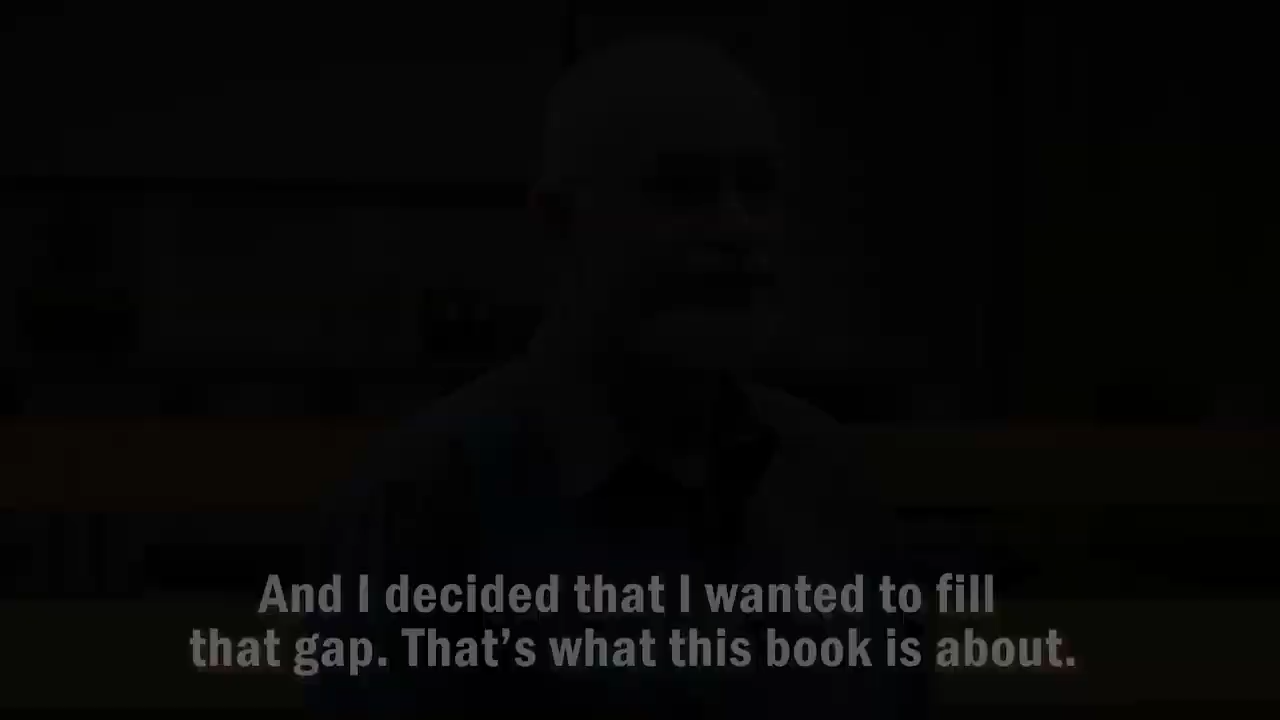 And I decided that I wanted to fill
that gap. That’s what this book is about.